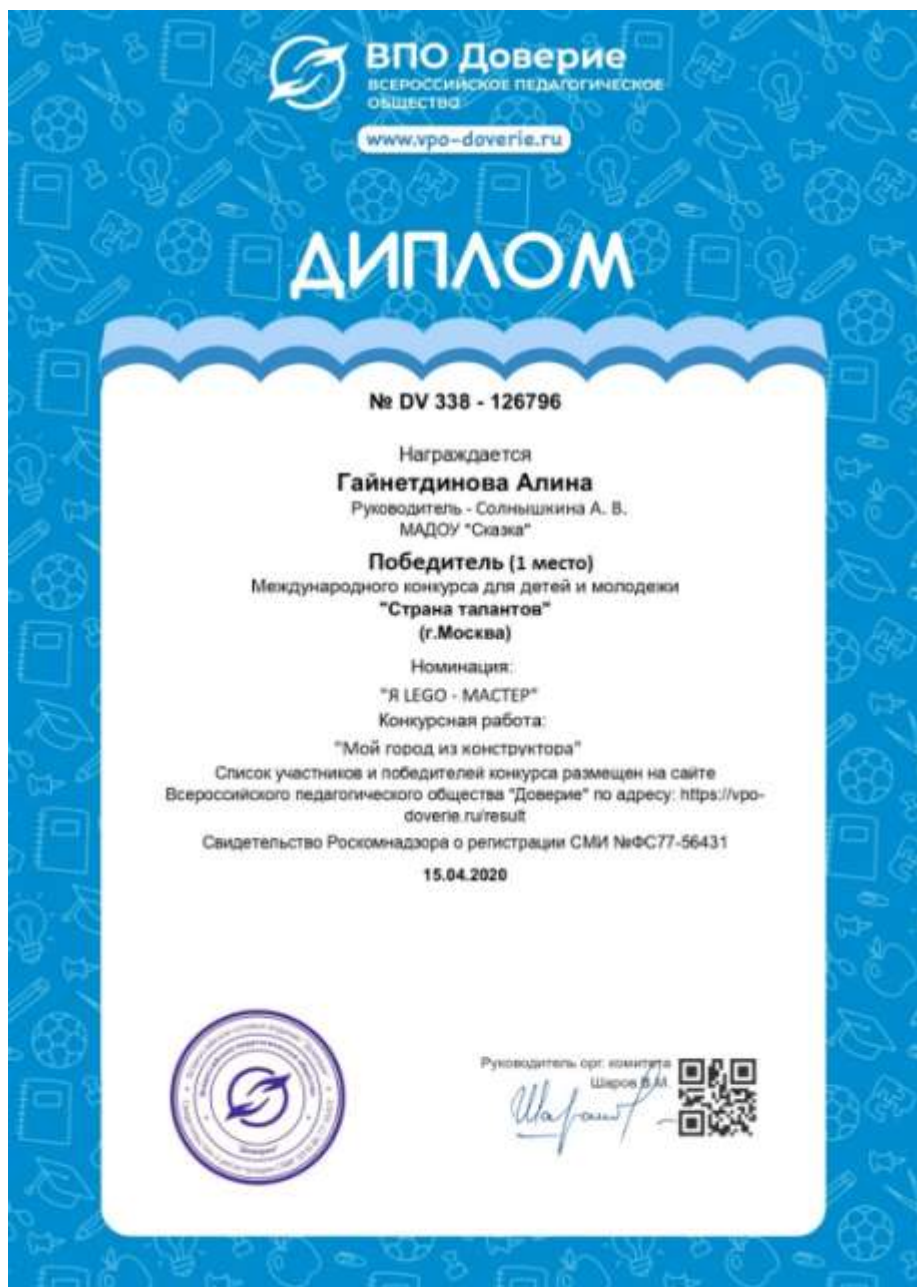 ВПО Доверие
ВСЕРОССИЙСКОЕ ПЕДАГОГИЧЕСКОЕ
ОБЩЕСТВО
www.vpo-doverie.ru
ДИПЛОМ
№ DV 338 - 126796
Награждается
Гайнетдинова Алина
Руководитель - Солнышкина А. В.
МАДОУ "Сказка"
Победитель (1 место)
Международного конкурса для детей и молодежи
"Страна талантов"
(г.Москва)
Номинация:
"Я LEGO - МАСТЕР"
Конкурсная работа:
"Мой город из конструктора"
Список участников и победителей конкурса размещен на сайте
Всероссийского педагогического общества "Доверие" по адресу: https://vpo-
doverie.ru/result
Свидетельство Роскомнадзора о регистрации СМИ №ФС77-56431
15.04.2020
Руководитель орг. комитета
Шаров В.М.